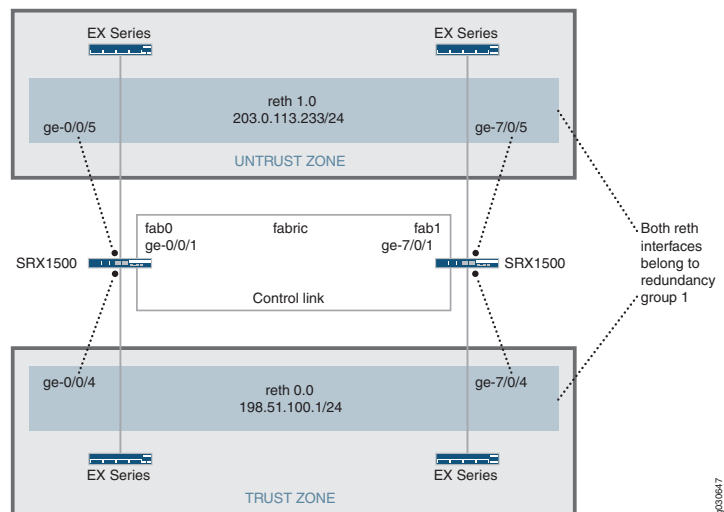 EX Series
EX Series
reth 1.0
203.0.113.233/24
ge-0/0/5
ge-7/0/5
UNTRUST ZONE
fab0
ge-0/0/1
fabric
fab1
ge-7/0/1
SRX1500
SRX1500
Control link
Both reth
interfaces
belong to
redundancy
group 1
ge-0/0/4
ge-7/0/4
reth 0.0
198.51.100.1/24
EX Series
EX Series
TRUST ZONE
g030647